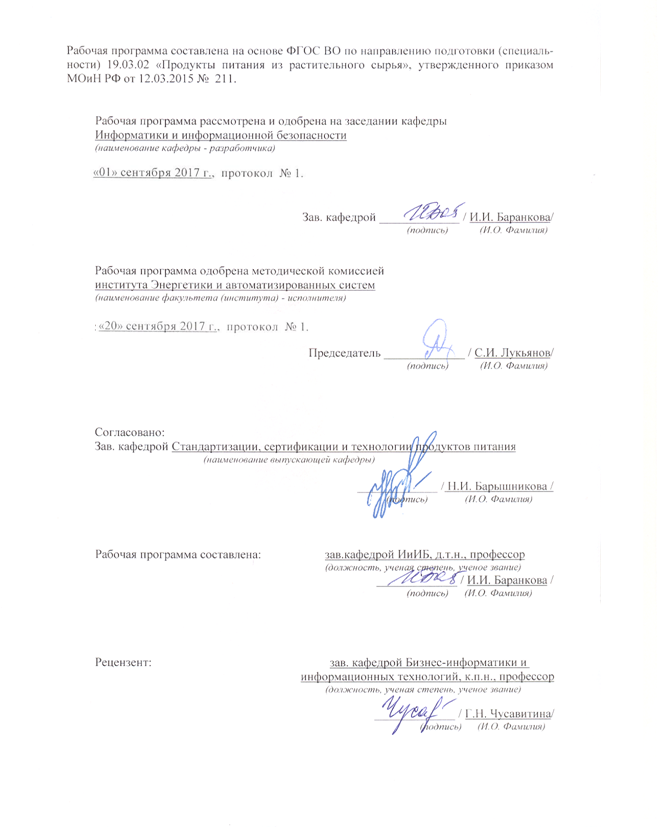 Рабочая программа составлена на основе ФГОС ВО по направлению подготовки (специаль-
ности) 19.03.02 «Продукты питания из растительного сырья», утвержденного приказом
МОиН РФ от 12.03.2015 № 211.
Рабочая программа рассмотрена и одобрена на заседании кафедры
Информатики и информационной безопасности
(наименование кафедры - разработчика)
«01» сентября 2017 г., протокол № 1.
Зав. кафедрой / И.И. Баранкова/
(подпись) (И.О. Фамилия)
Рабочая программа одобрена методической комиссией
института Энергетики и автоматизированных систем
(наименование факультета (института) - исполнителя)
«20» сентября 2017 г., протокол № 1.
Председатель / С.И. Лукьянов/
(подпись) (И.О. Фамилия)
Согласовано:
Зав. кафедрой Стандартизации, сертификации и технологии продуктов питания
(наименование выпускающей кафедры)
/ Н.И. Барышникова /
(подпись) (И.О. Фамилия)
Рабочая программа составлена: зав.кафедрой ИиИБ, д.т.н., профессор
(должность, ученая степень, ученое звание)
/ И.И. Баранкова /
(подпись) (И.О. Фамилия)
Рецензент: зав. кафедрой Бизнес-информатики и
информационных технологий, к.п.н., профессор
(должность, ученая степень, ученое звание)
/ Г.Н. Чусавитина/
(подпись) (И.О. Фамилия)